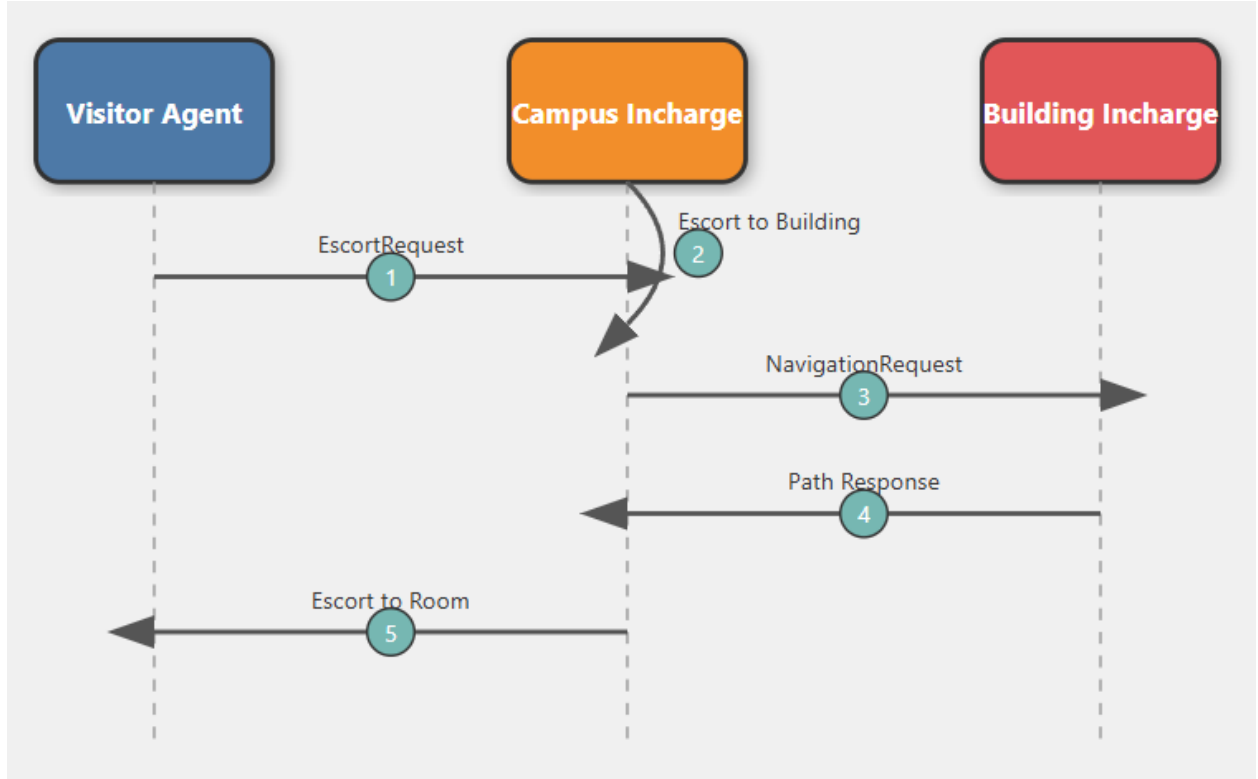 Visitor Agent
Campus Incharge
Building Incharge
Escort to Building
2
EscortRequest
1
NavigationRequest
3
Path Response
4
Escort to Room
5